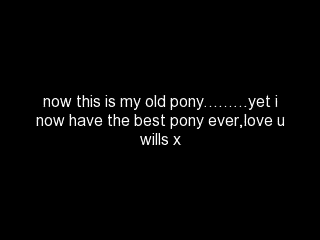 now this is my old pony.........yet i
now have the best pony ever,love u
wills x